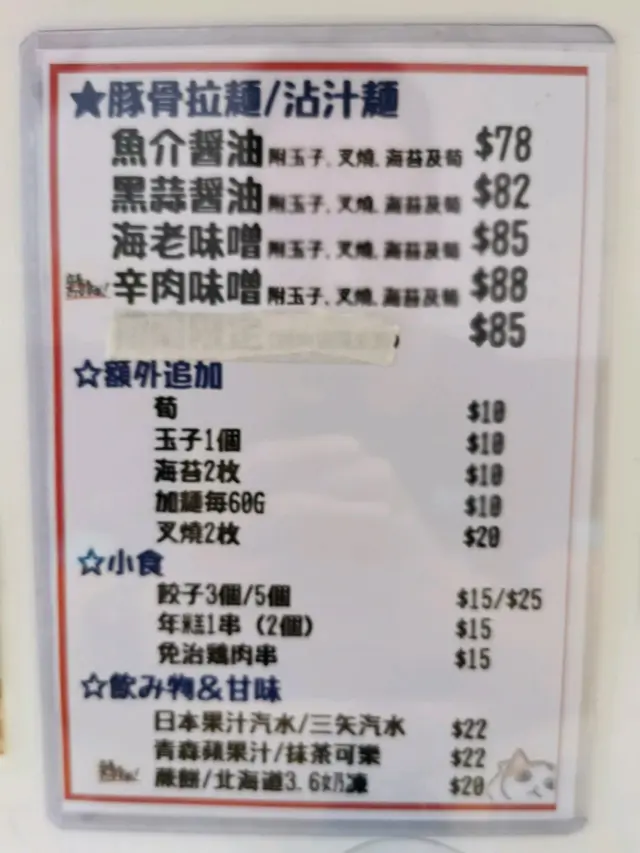 ★豚骨拉麵/沾汁麵
魚介醤油 附玉子、叉燒、海苔及筍 $78
黑蒜醤油 附玉子、叉燒、海苔及筍 $82
海老味噌 附玉子、叉燒、海苔及筍 $85
辛肉味噌 附玉子、叉燒、海苔及筍 $88
$85
☆額外追加
筍 $10
玉子1個 $10
海苔2枚 $10
加麵每60G $10
叉燒2枚 $20
☆小食
餃子3個/5個 $15/$25
年糕1串 (2個) $15
免治鷄肉串 $15
☆飲み物&甘味
日本果汁汽水/三矢汽水 $22
青森蘋果汁/抹茶可樂 $22
蕨餅/北海道3.6奶凍 $20